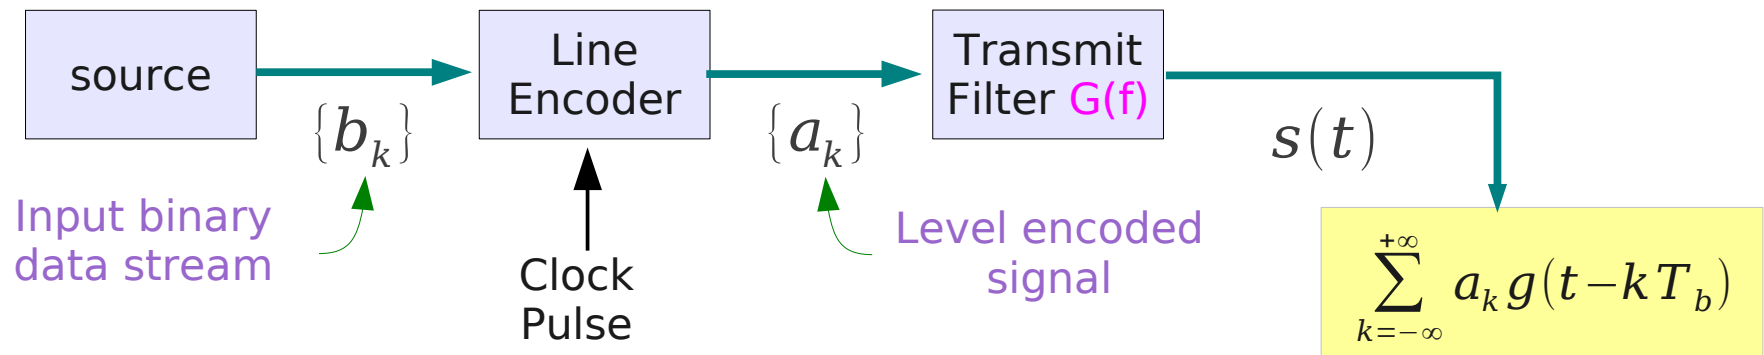 source
{b_k}
Input binary
data stream
Line
Encoder
Clock
Pulse
{a_k}
Level encoded
signal
Transmit
Filter G(f)
s(t)
+∞
∑ a_k g(t−kT_b)
k=−∞